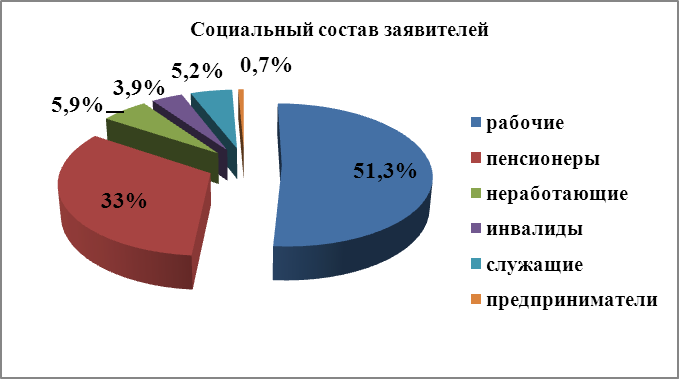 Социальный состав заявителей
0,7%
5,2%
3,9%
5,9%
51,3%
33%
рабочие
пенсионеры
неработающие
инвалиды
служащие
предприниматели